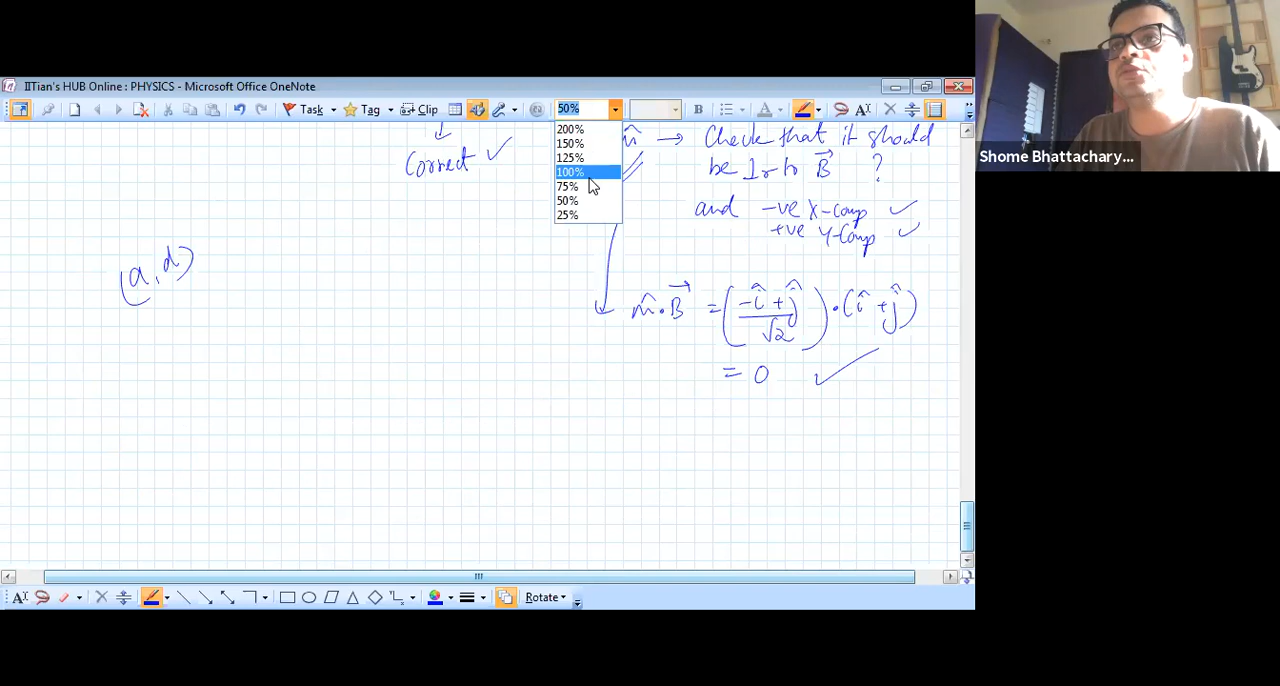 IITian's HUB Online : PHYSICS - Microsoft Office OneNote
Task Tag Clip 50% B A
200%
150%
125%
100%
75%
50%
25%
Correct ✓
n̂ → Check that it should
be ⊥r to B⃗ ?
and -ve X-Comp ✓
+ve Y-Comp ✓
(a, d)
m̂ · B⃗ = (-î + ĵ / √2) · (î + ĵ)
= 0 ✓
Shome Bhattachary...
Rotate